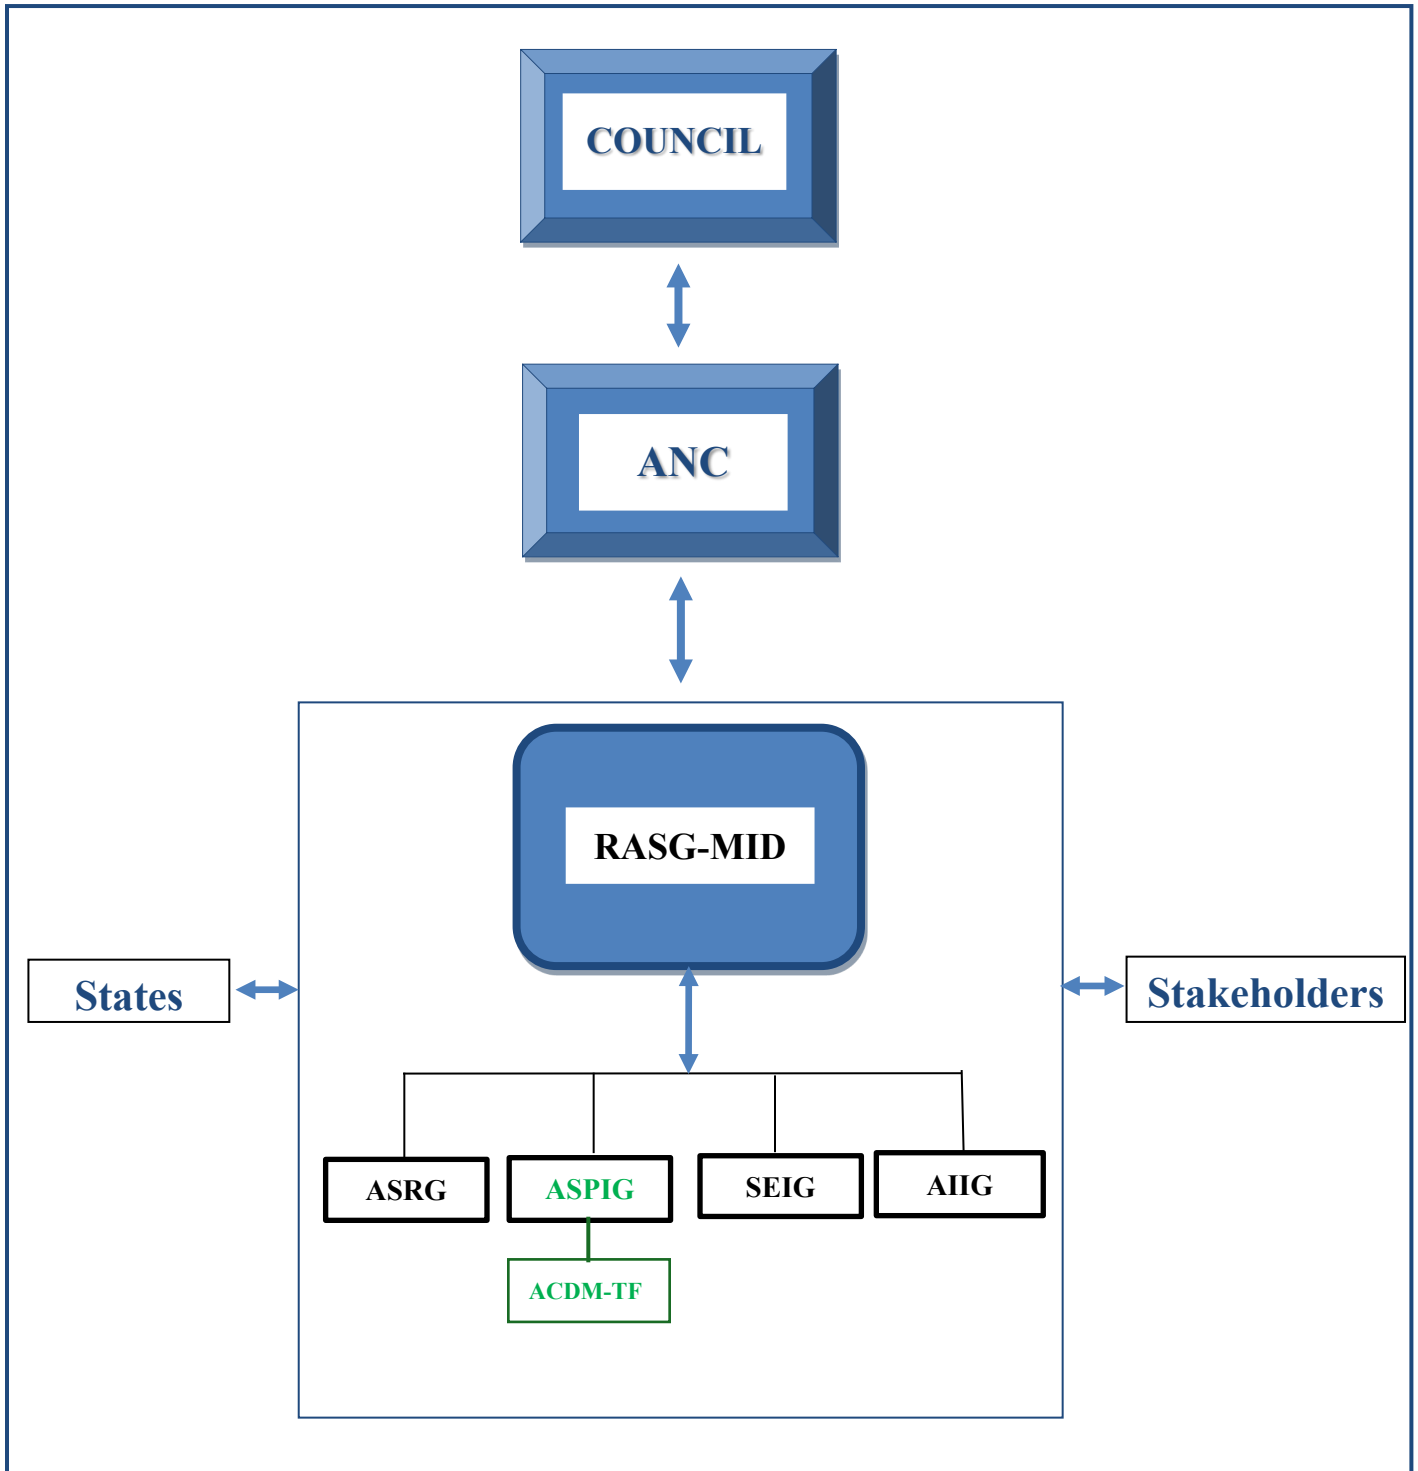 COUNCIL
ANC
RASG-MID
States
Stakeholders
ASRG
ASPIG
SEIG
AIIG
ACDM-TF